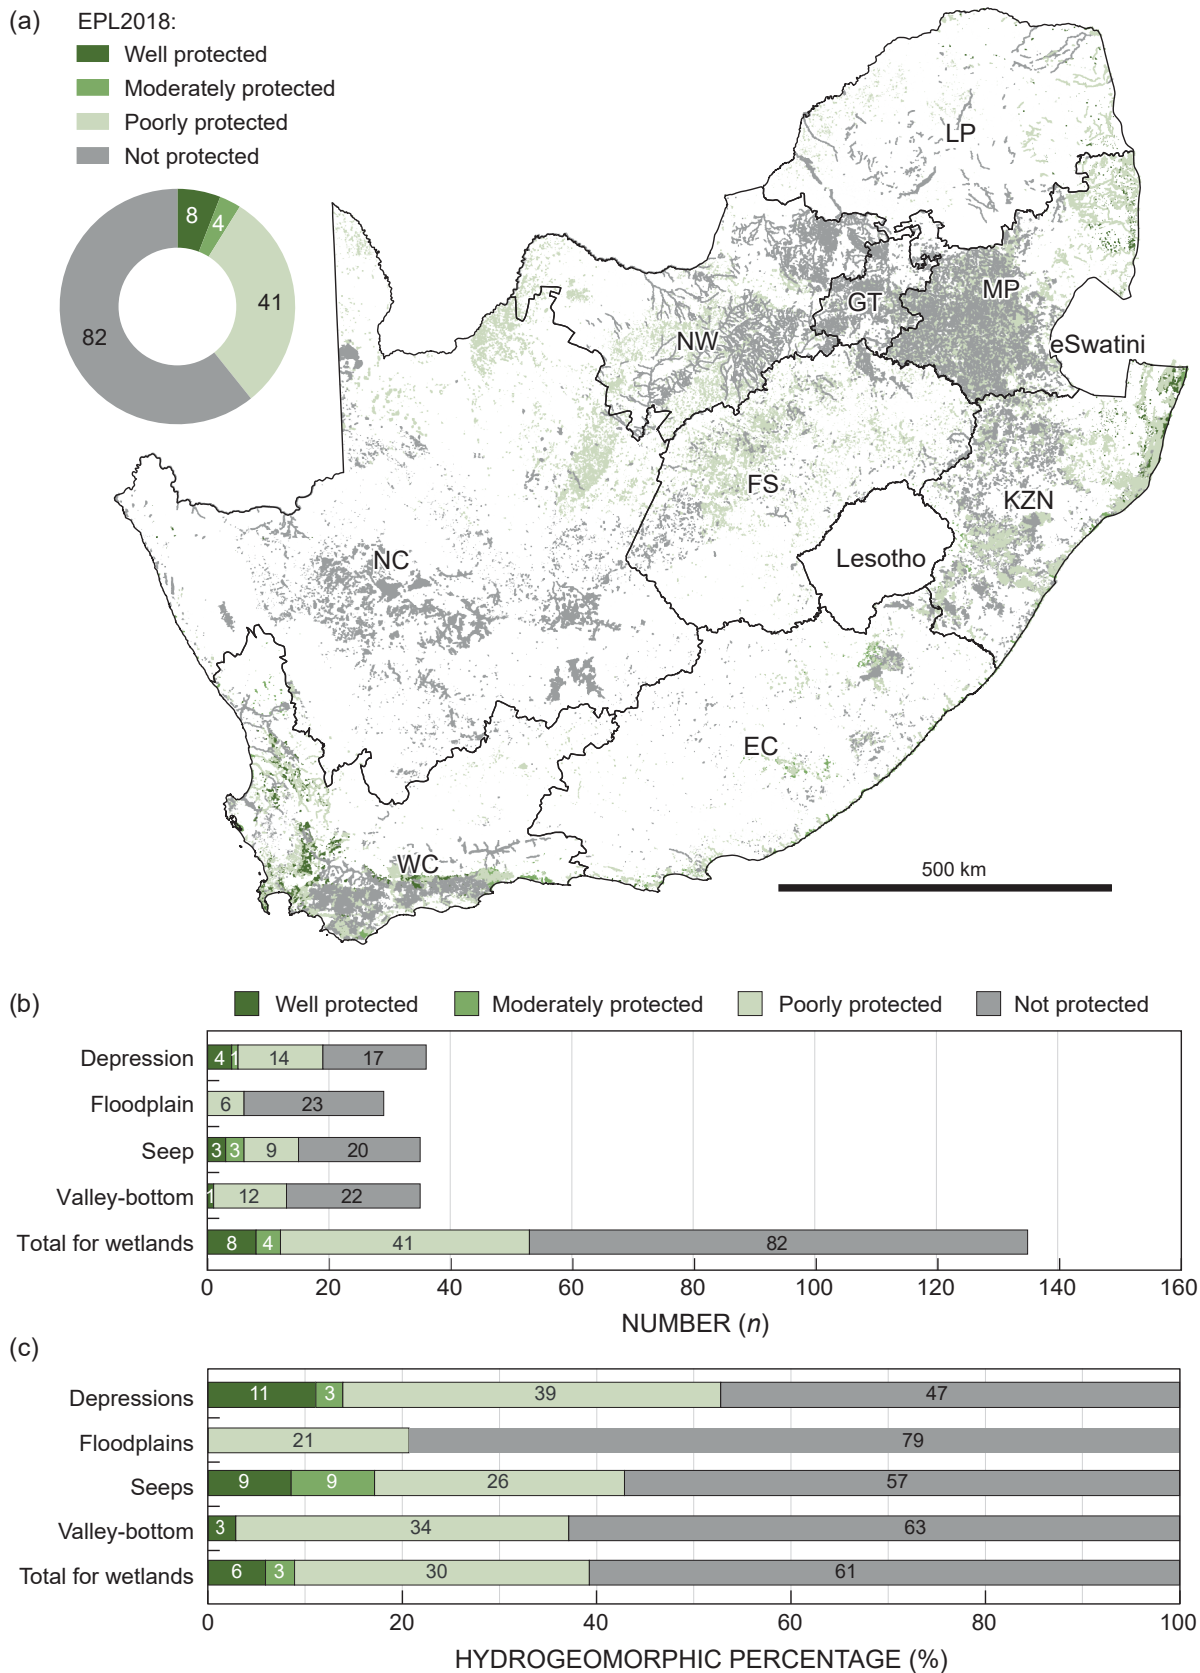 (a)
EPL2018:
Well protected
Moderately protected
Poorly protected
Not protected
8
4
41
82
LP
MP
GT
NW
eSwatini
FS
KZN
NC
Lesotho
EC
WC
500 km
(b)
Well protected Moderately protected Poorly protected Not protected
Depression 4 1 14 17
Floodplain 6 23
Seep 3 3 9 20
Valley-bottom 1 12 22
Total for wetlands 8 4 41 82
0 20 40 60 80 100 120 140 160
NUMBER (n)
(c)
Depressions 11 3 39 47
Floodplains 21 79
Seeps 9 9 26 57
Valley-bottom 3 34 63
Total for wetlands 6 3 30 61
0 20 40 60 80 100
HYDROGEOMORPHIC PERCENTAGE (%)